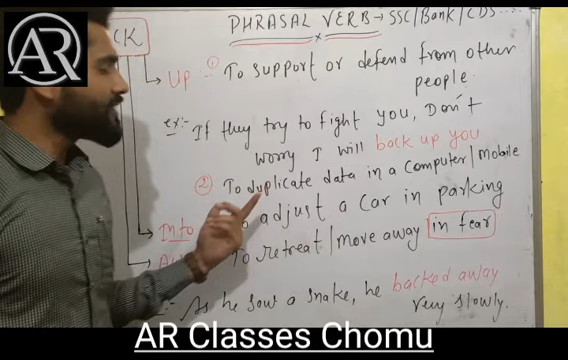 AR
PHRASAL VERB → SSC/Bank/CDS....
CK
Up ① To support or defend from other
people.
ex:- If they try to fight you, Don't
worry I will back up you
② To duplicate data in a computer/mobile
Into
adjust a car in parking
To retreat/move away in fear
As he saw a snake, he backed away
very slowly.
AR Classes Chomu